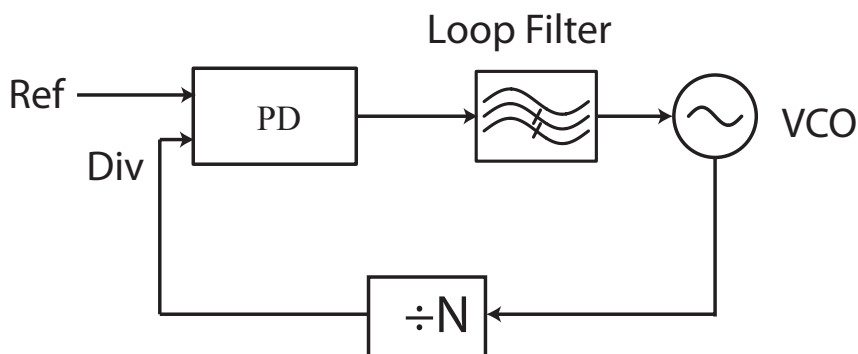 Loop Filter
Ref
PD
VCO
Div
÷N